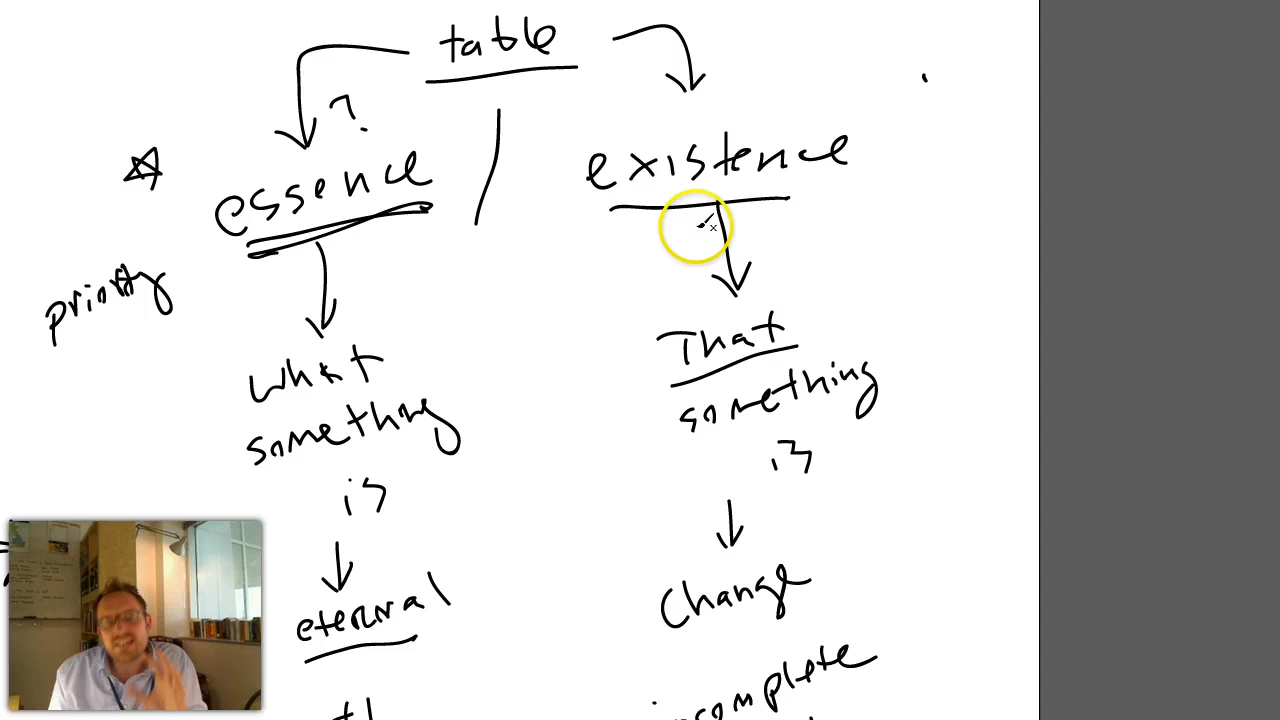 table
?
essence
existence
priority
what
something
is
eternal
That
something
is
change
incomplete